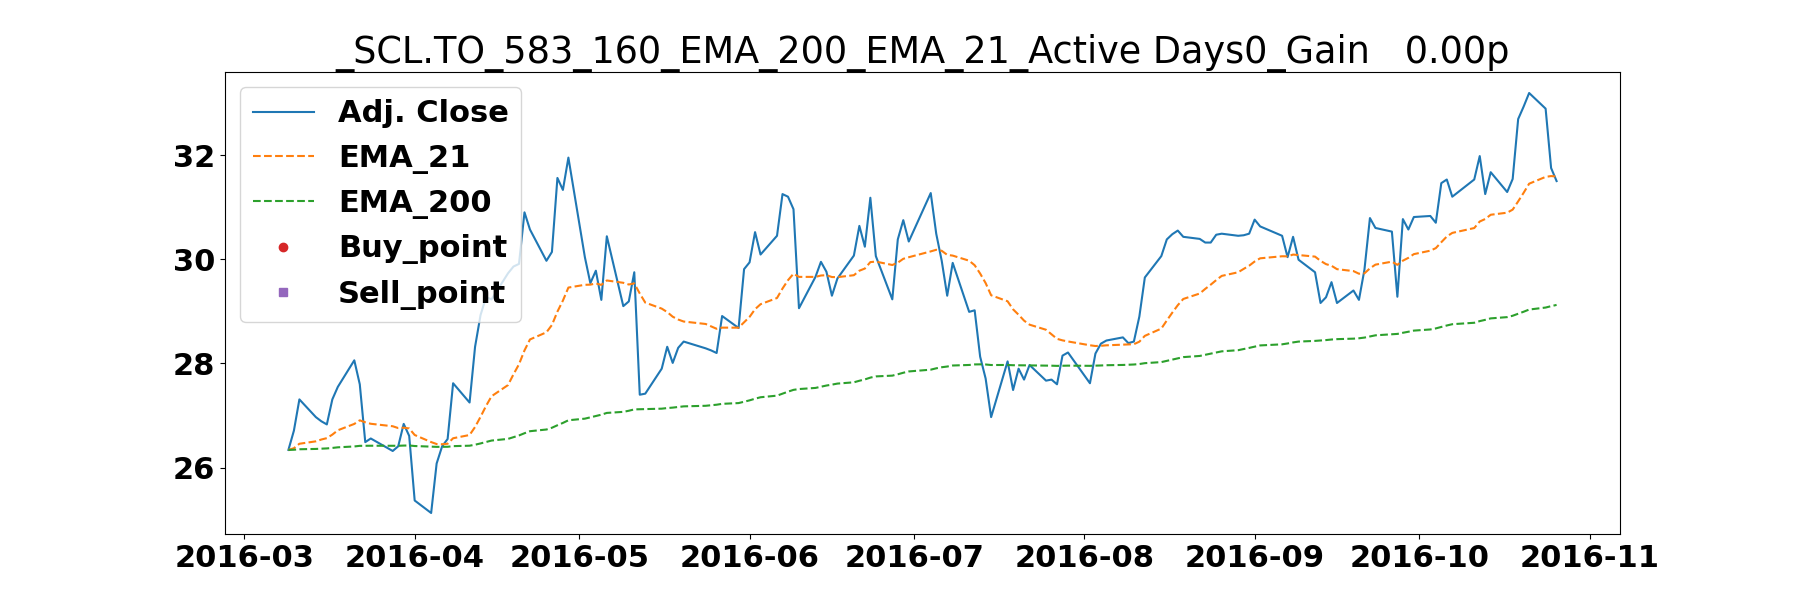 _SCL.TO_583_160_EMA_200_EMA_21_Active Days0_Gain   0.00p
Adj. Close
EMA_21
EMA_200
Buy_point
Sell_point
32
30
28
26
2016-03 2016-04 2016-05 2016-06 2016-07 2016-08 2016-09 2016-10 2016-11